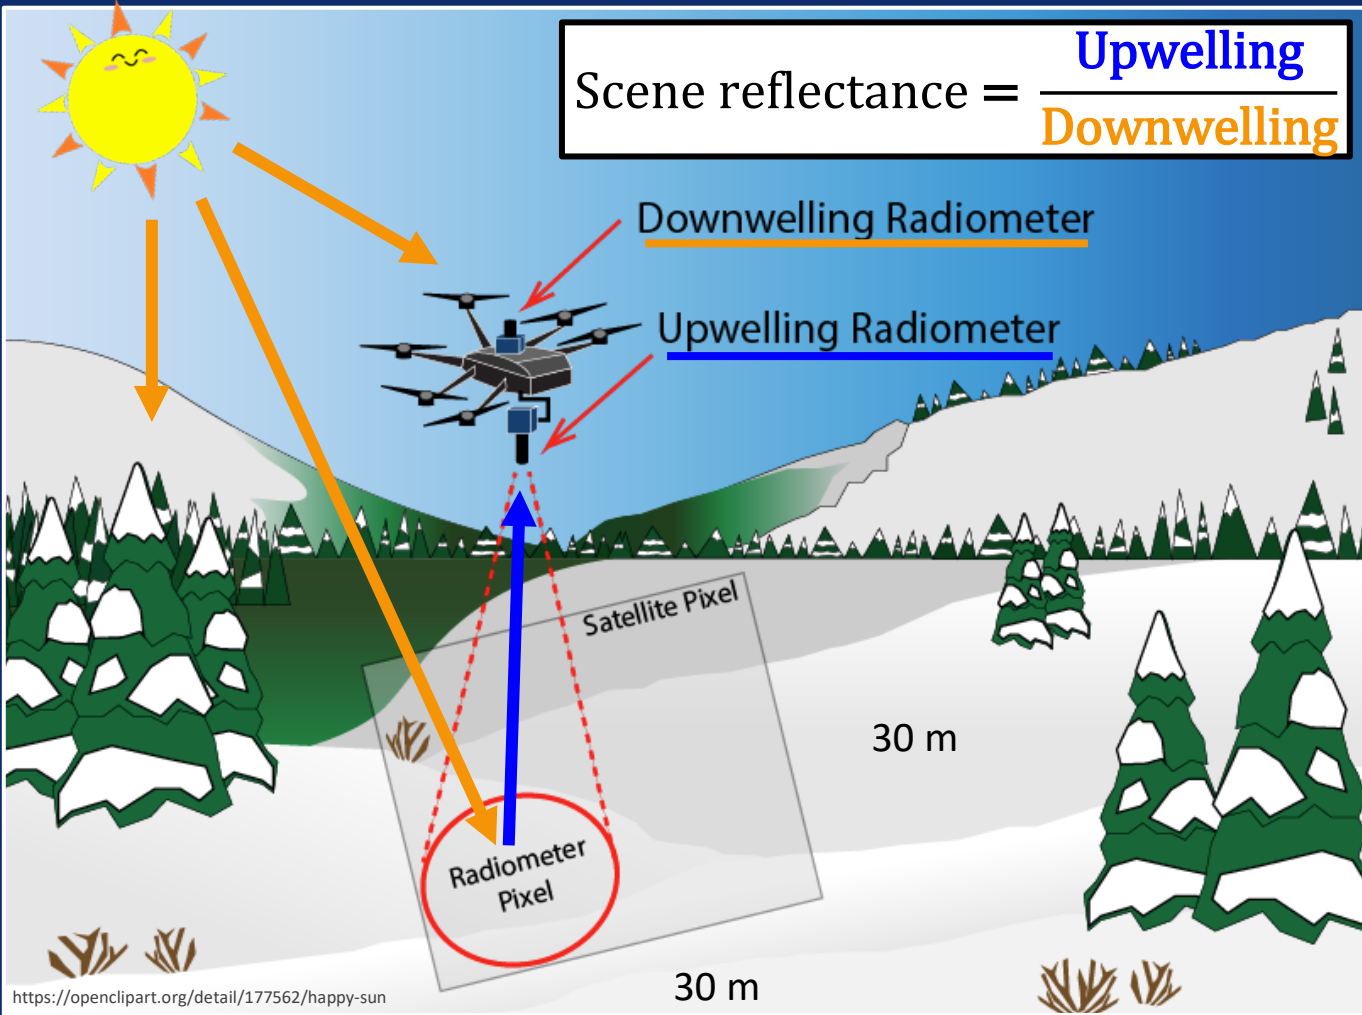 Scene reflectance = Upwelling
Downwelling
Downwelling Radiometer
Upwelling Radiometer
Satellite Pixel
30 m
Radiometer
Pixel
30 m
https://openclipart.org/detail/177562/happy-sun